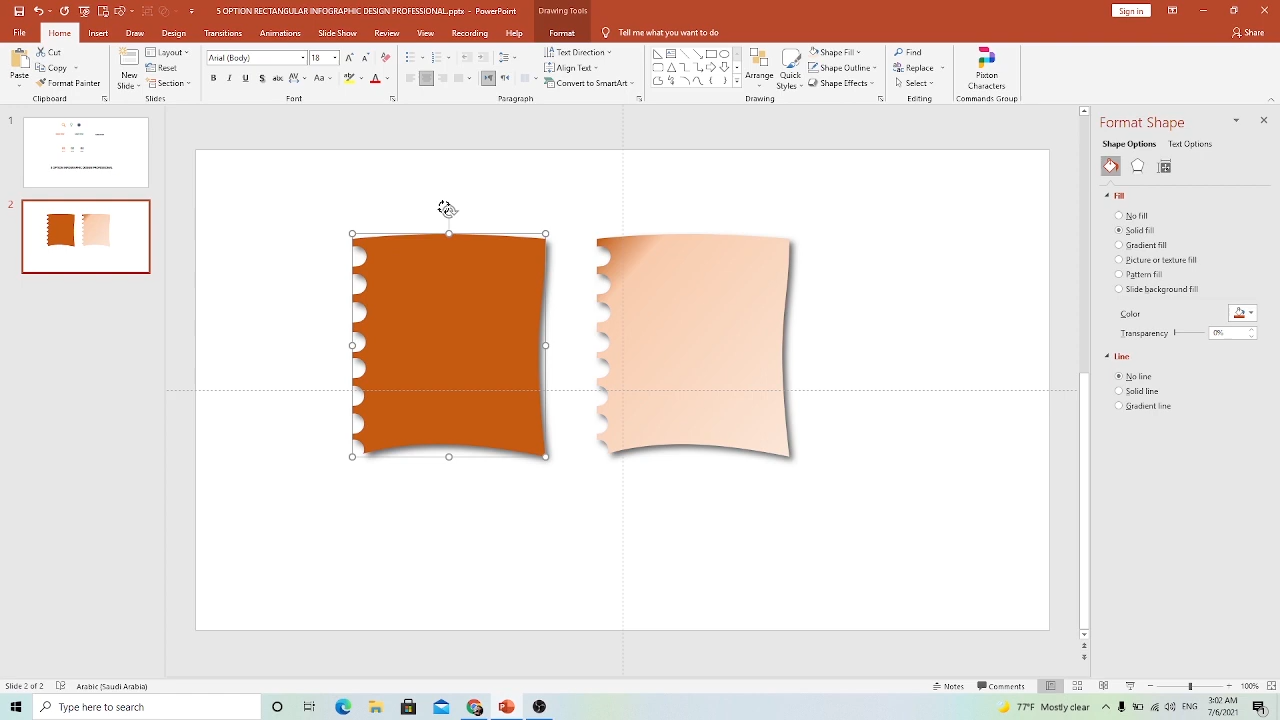 5 OPTION RECTANGULAR INFOGRAPHIC DESIGN PROFESSIONAL.pptx - PowerPoint
Drawing Tools
Sign in
File Home Insert Draw Design Transitions Animations Slide Show Review View Recording Help Format Tell me what you want to do Share
Paste
Cut
Copy
Format Painter
Clipboard
New Slide
Layout
Reset
Section
Slides
Arial (Body) 18
Font
Text Direction
Align Text
Convert to SmartArt
Paragraph
Arrange
Quick Styles
Shape Fill
Shape Outline
Shape Effects
Drawing
Find
Replace
Select
Editing
Pixton Characters
Commands Group
1
2
Format Shape
Shape Options Text Options
Fill
No fill
Solid fill
Gradient fill
Picture or texture fill
Pattern fill
Slide background fill
Color
Transparency 0%
Line
No line
Solid line
Gradient line
Slide 2 of 2 Arabic (Saudi Arabia) Notes Comments 100%
Type here to search
77°F Mostly clear
3:02 AM
7/6/2021